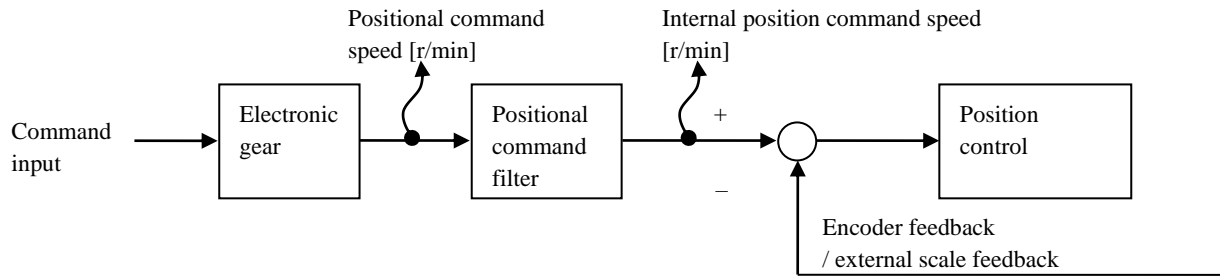 Positional command
speed [r/min]
Internal position command speed
[r/min]
Command
input
Electronic
gear
Positional
command
filter
+
−
Position
control
Encoder feedback
/ external scale feedback